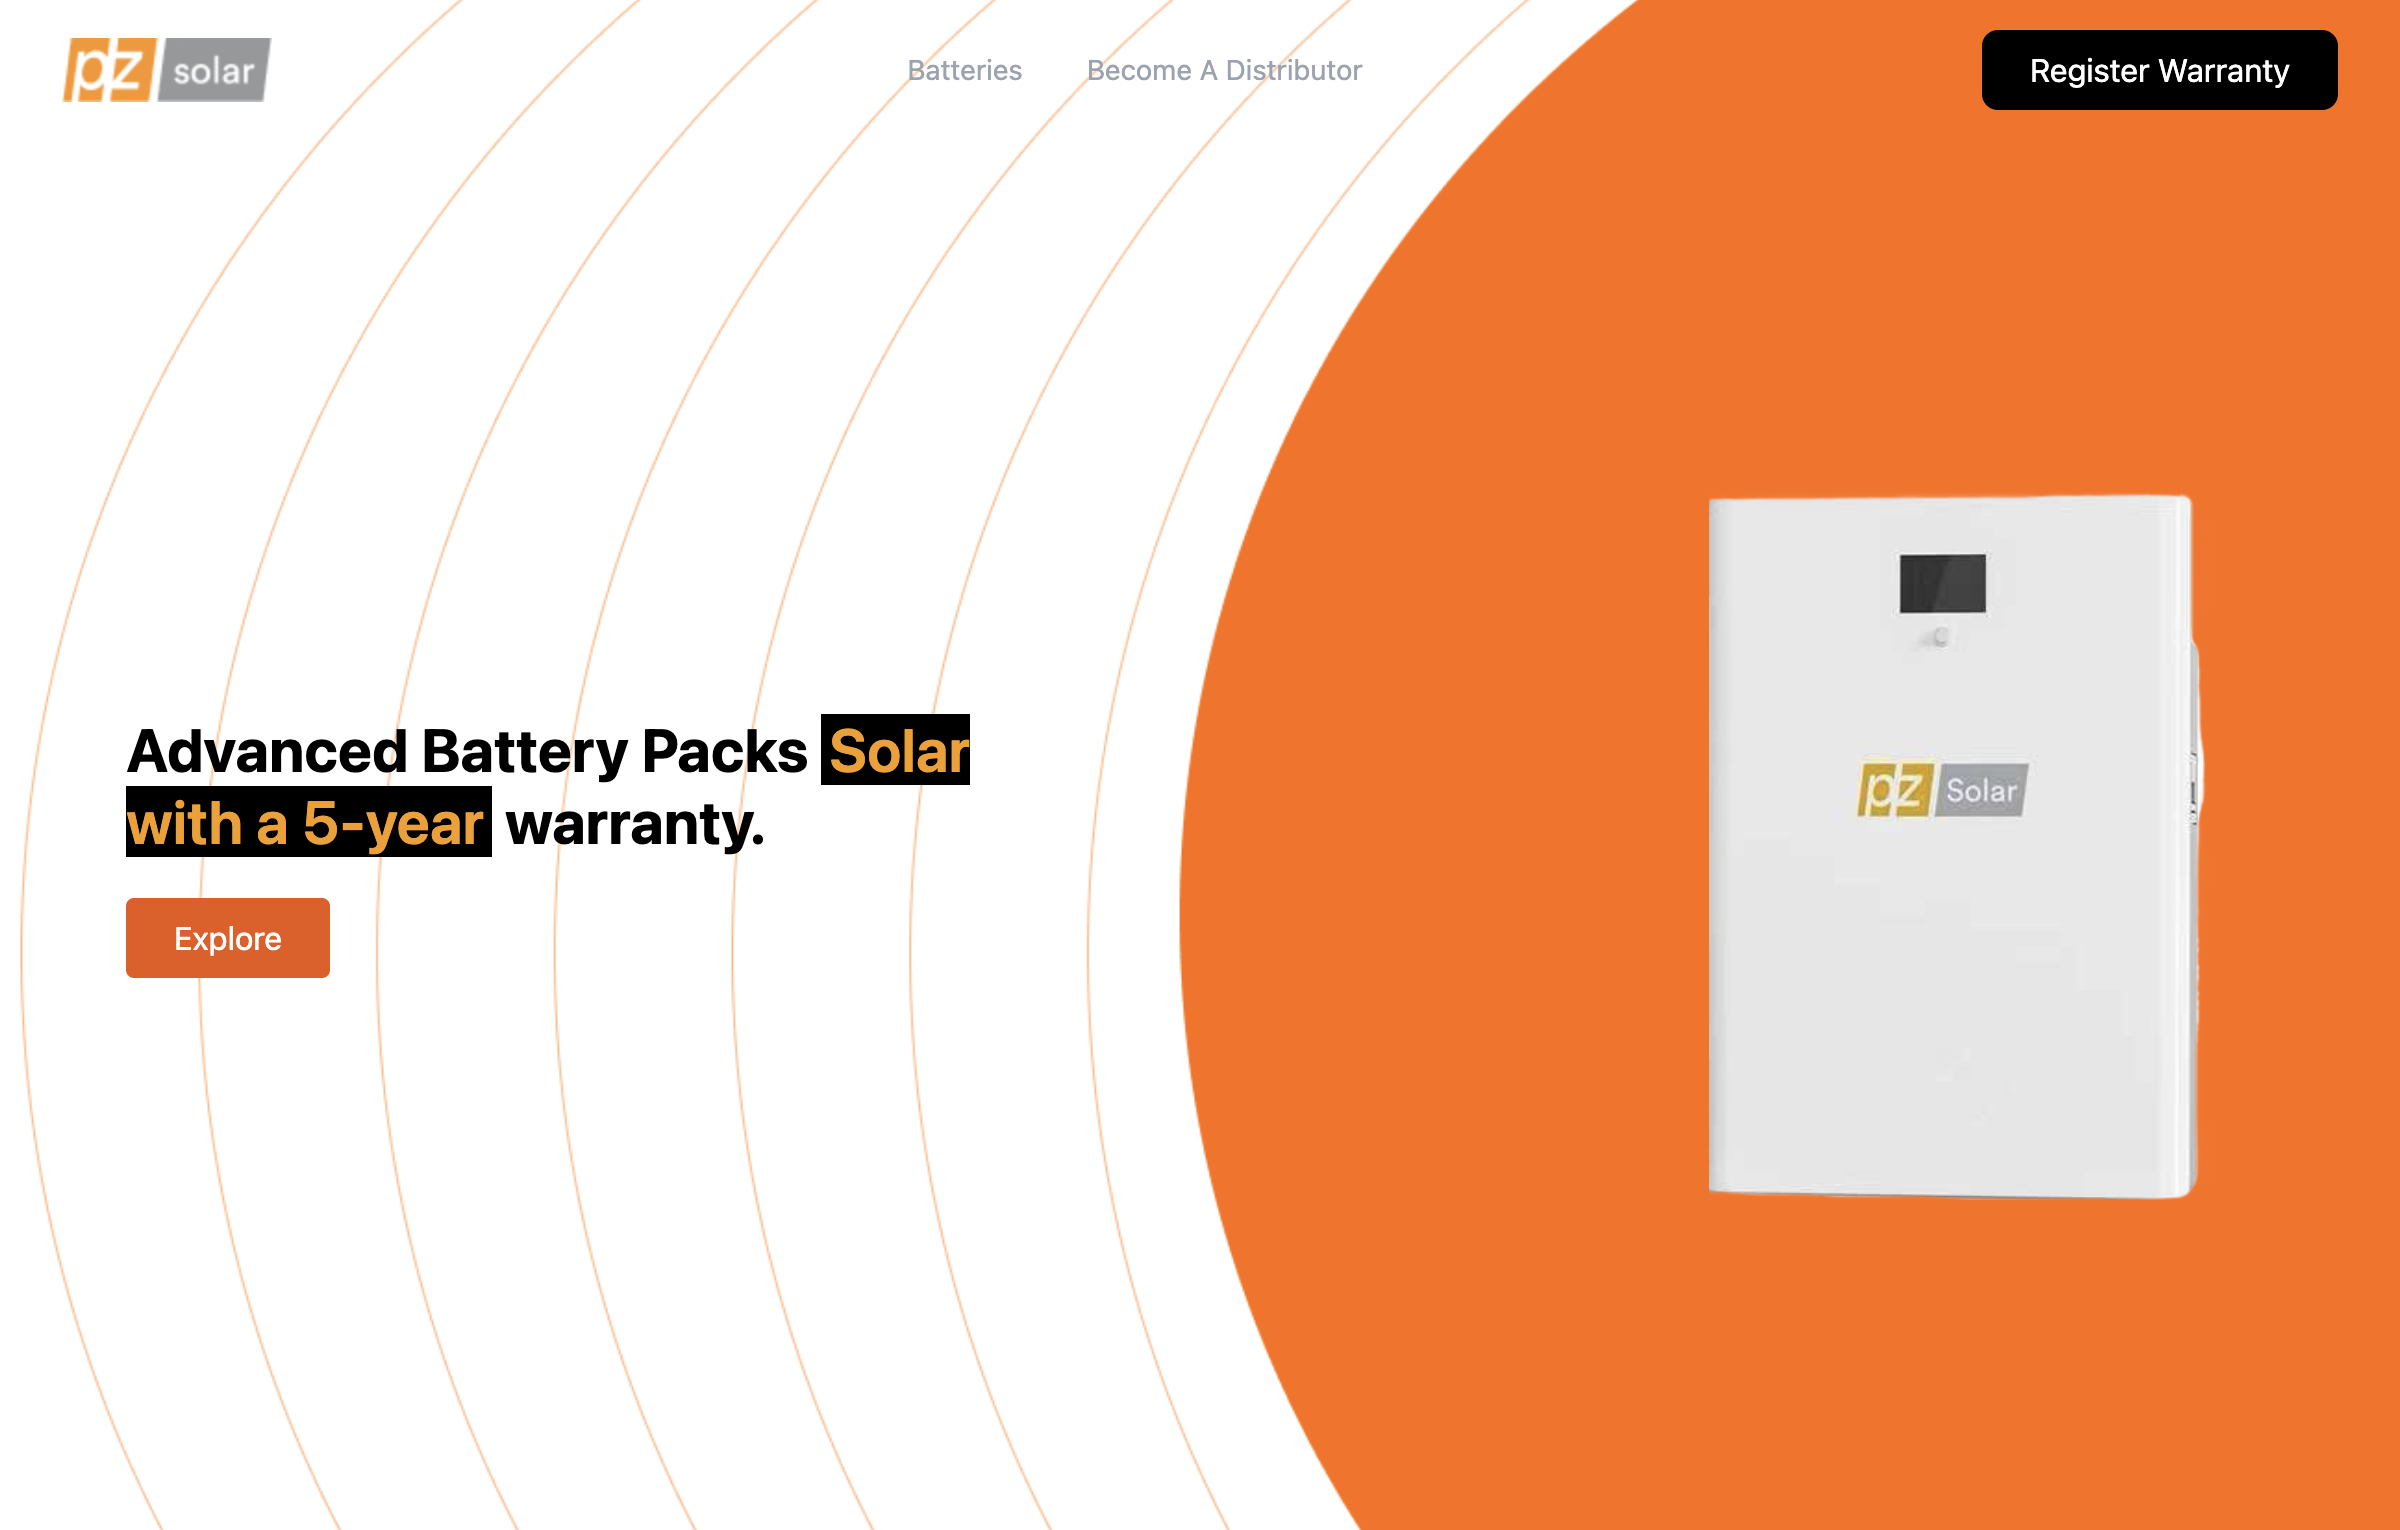 pz solar
Batteries
Become A Distributor
Register Warranty
Advanced Battery Packs Solar
with a 5-year warranty.
Explore
pz Solar